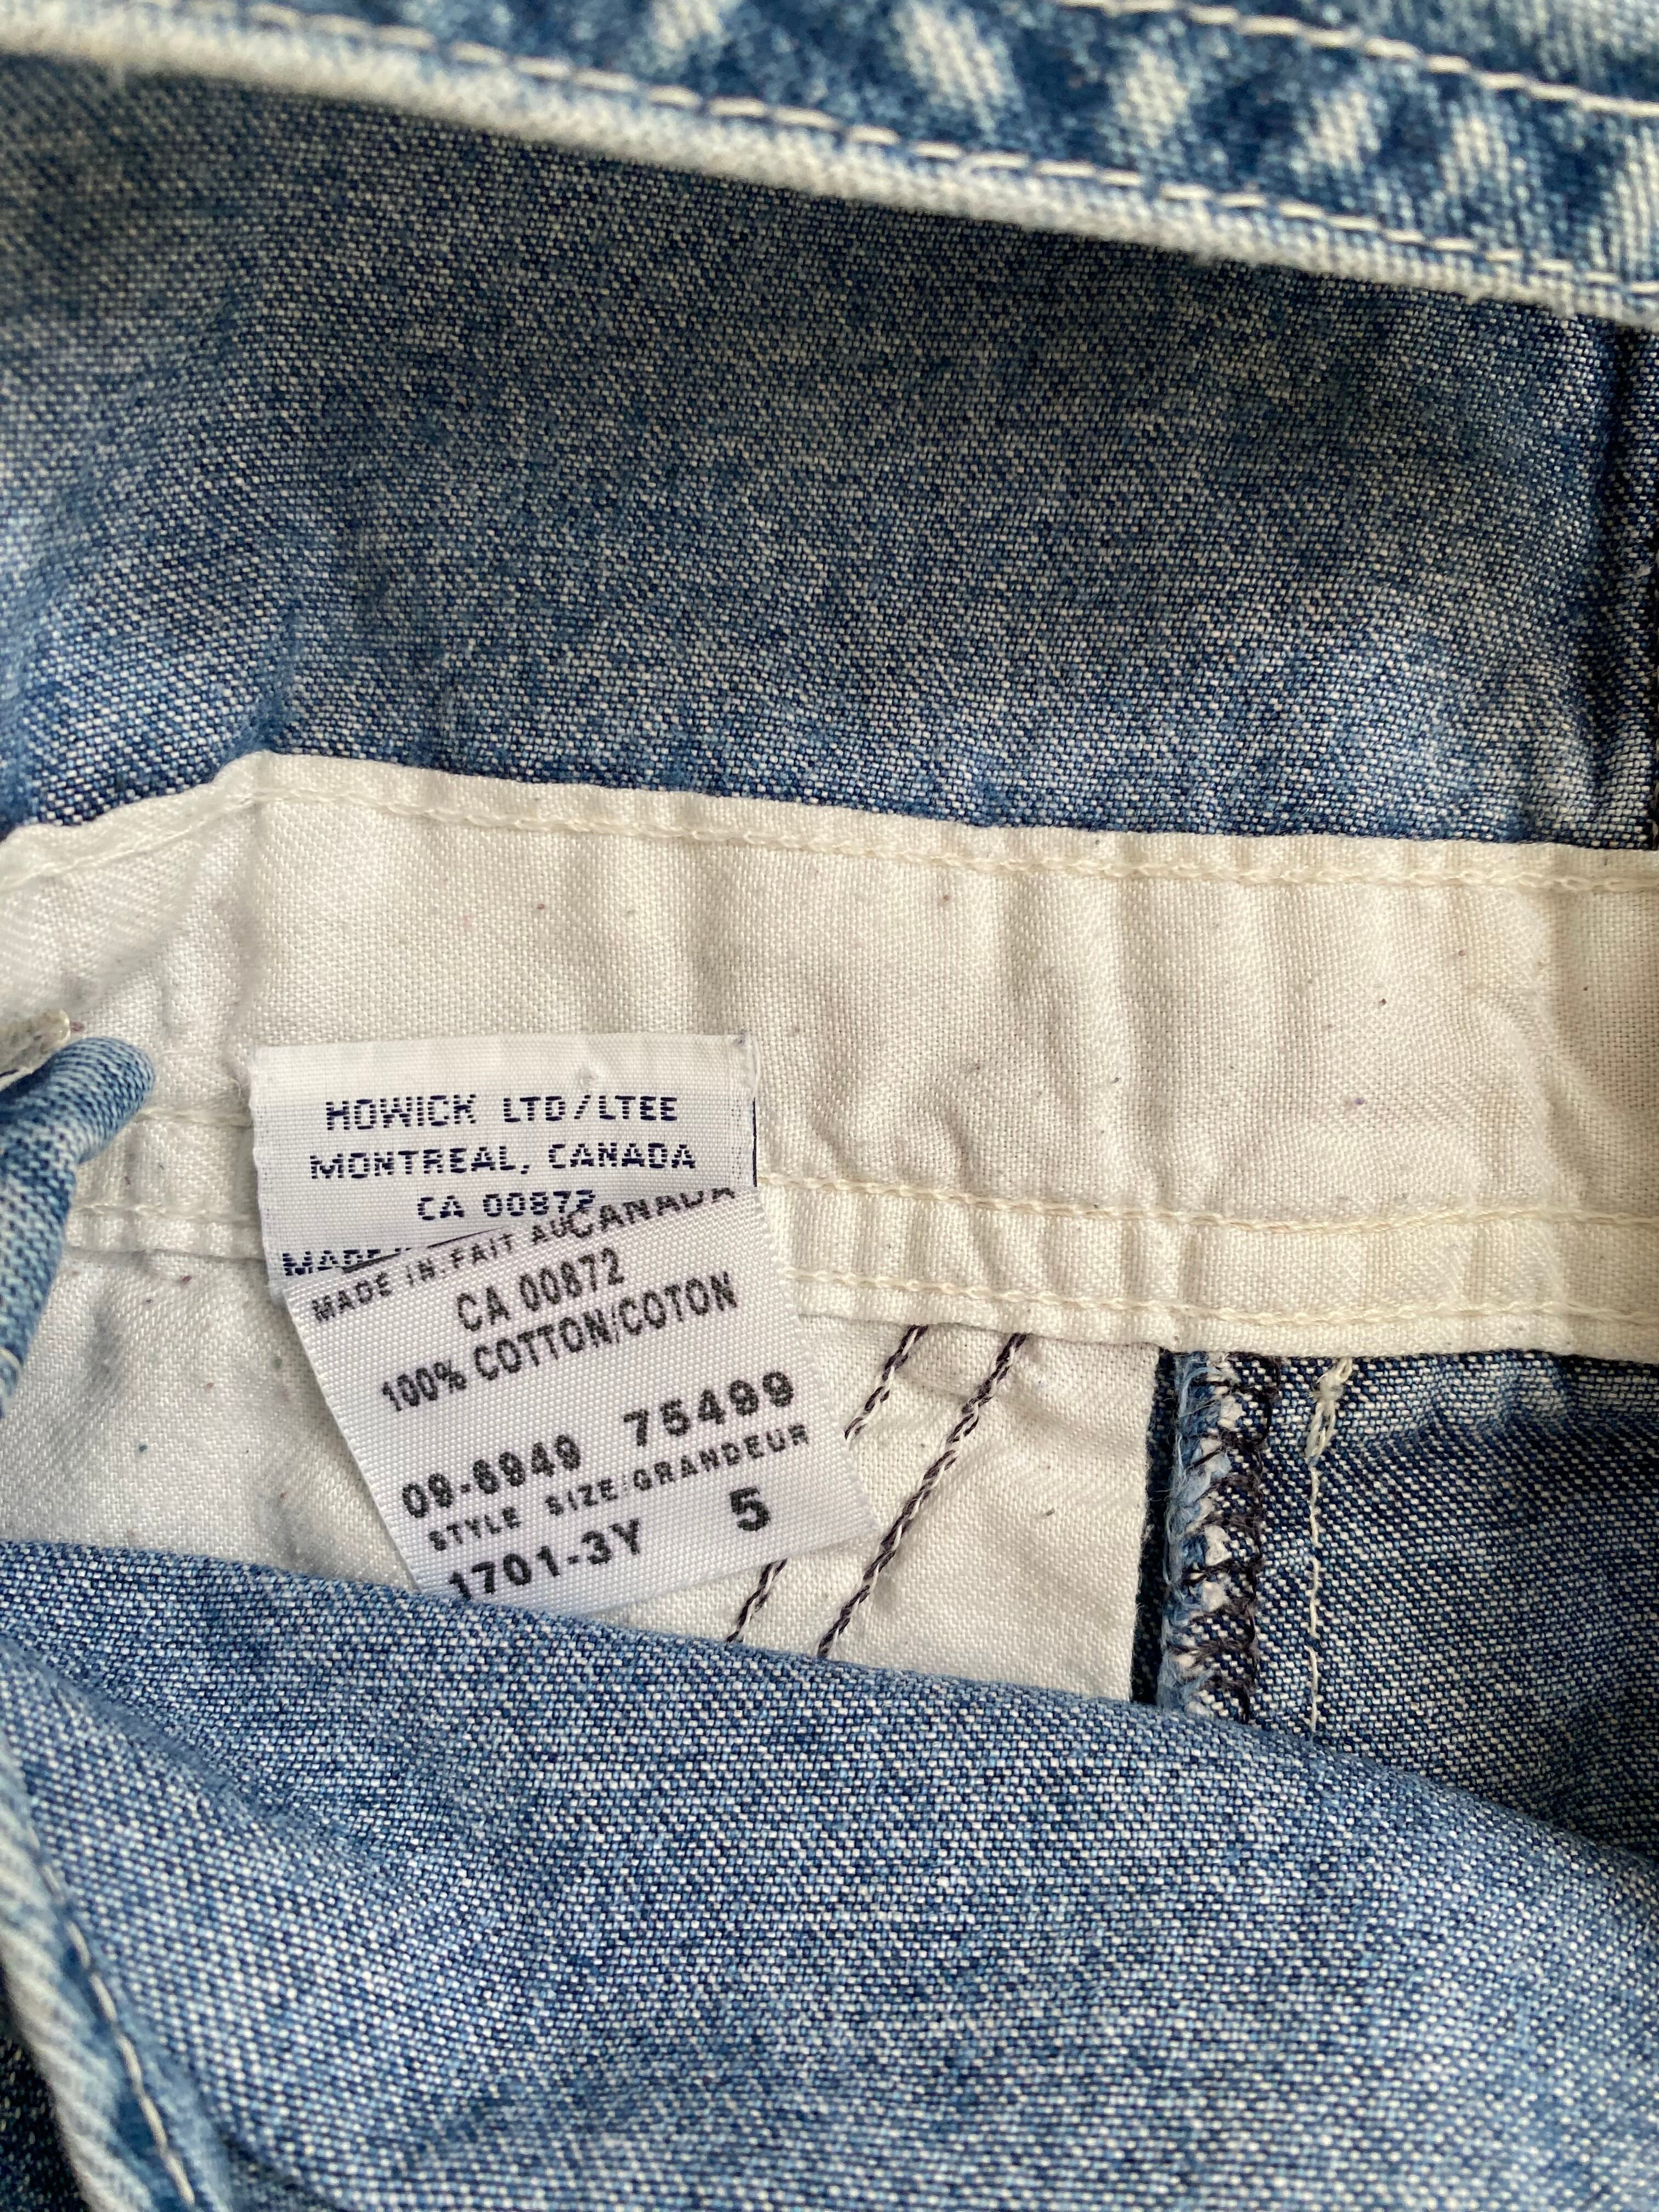 HOWICK LTD/LTEE
MONTREAL, CANADA
CA 00872
MADE
MADE IN.FAIT AU CANADA
CA 00872
100% COTTON/COTON
09-6949 75499
STYLE SIZE:GRANDEUR
1701-3Y 5